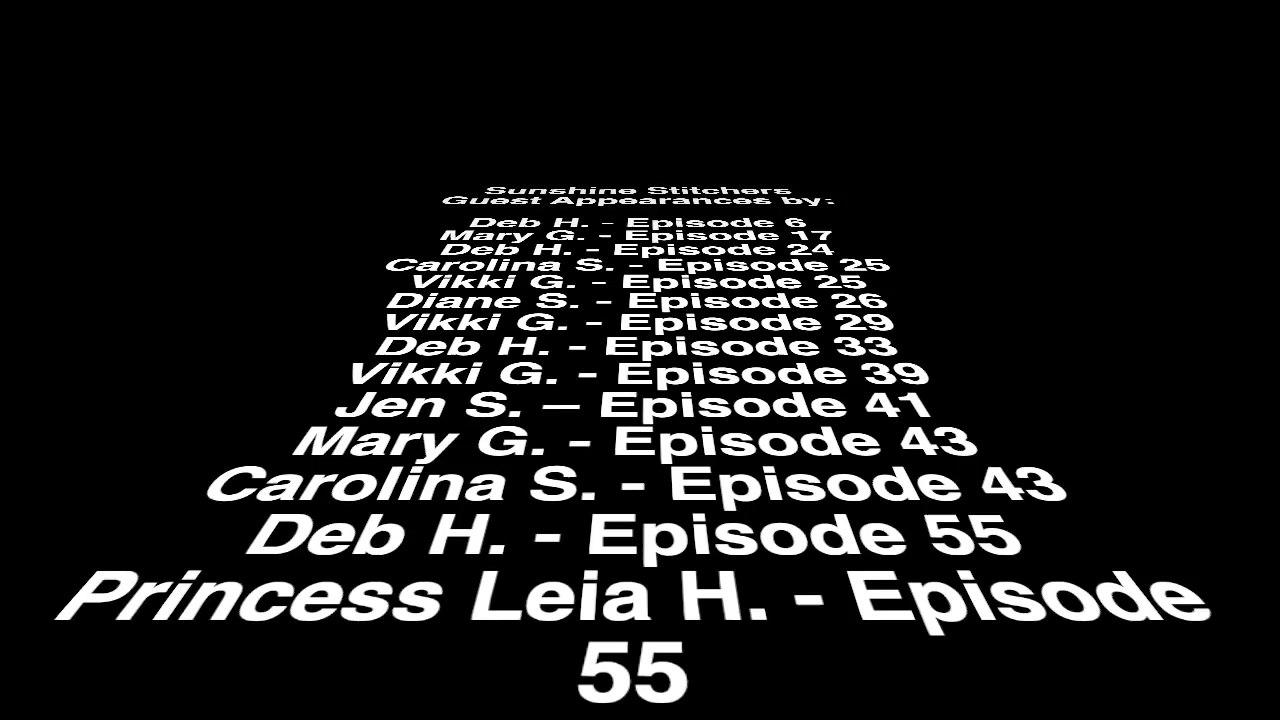 Sunshine Stitchers
Guest Appearances by:
Deb H. - Episode 6
Mary G. - Episode 17
Deb H. - Episode 24
Carolina S. - Episode 25
Vikki G. - Episode 25
Diane S. - Episode 26
Vikki G. - Episode 29
Deb H. - Episode 33
Vikki G. - Episode 39
Jen S. – Episode 41
Mary G. - Episode 43
Carolina S. - Episode 43
Deb H. - Episode 55
Princess Leia H. - Episode
55